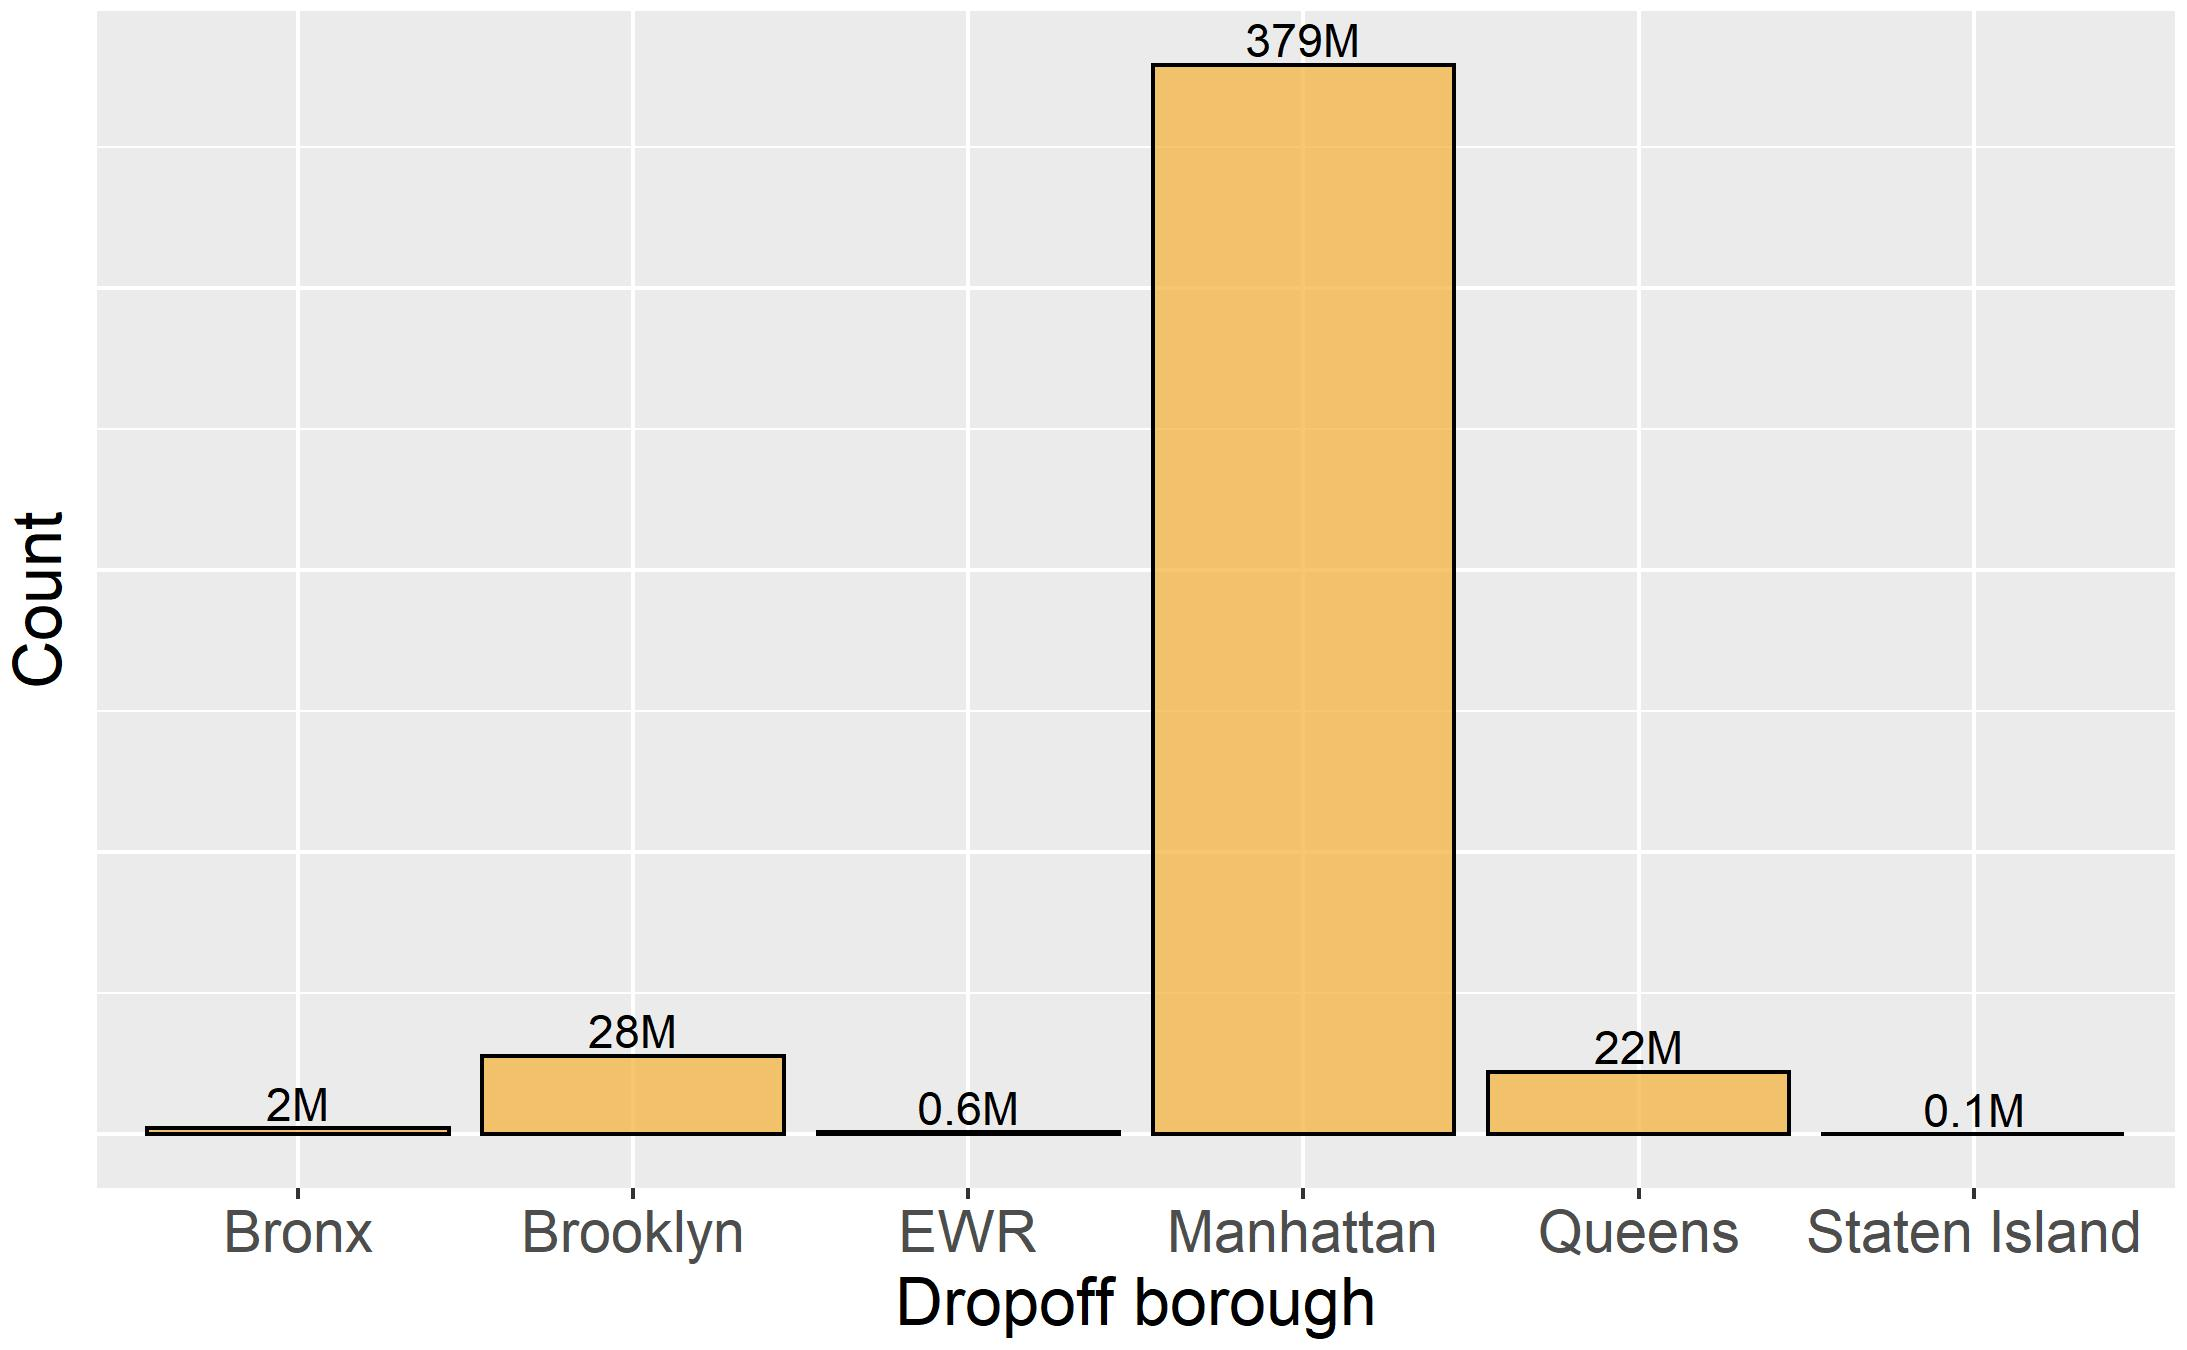 379M
Count
28M
22M
2M
0.6M
0.1M
Bronx
Brooklyn
EWR
Manhattan
Queens
Staten Island
Dropoff borough